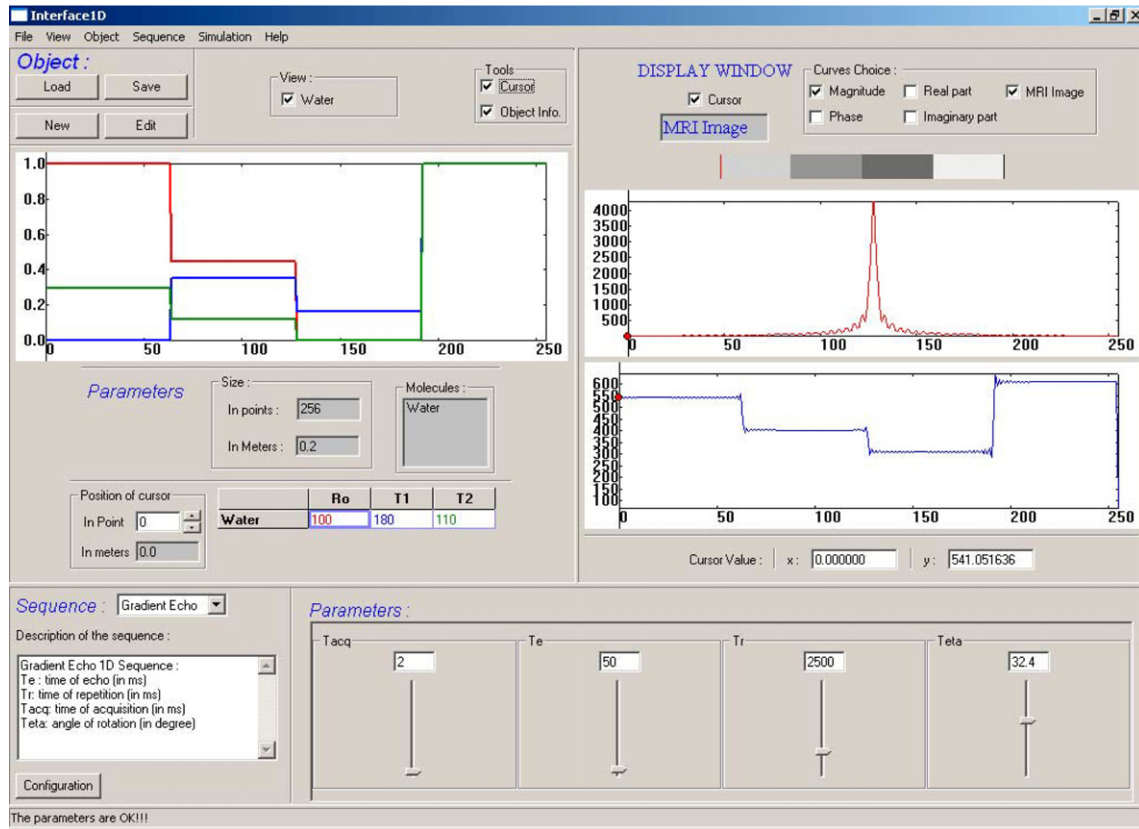 Interface1D
File View Object Sequence Simulation Help
Object :
Load Save
New Edit
View :
Water
Tools
Cursor
Object Info.
1.0
0.8
0.6
0.4
0.2
0.0
0 50 100 150 200 250
Parameters
Size :
In points : 256
In Meters : 0.2
Molecules :
Water
Position of cursor
In Point 0
In meters 0.0
Ro T1 T2
Water 100 180 110
DISPLAY WINDOW
Cursor
MRI Image
Curves Choice :
Magnitude Real part MRI Image
Phase Imaginary part
4000
3500
3000
2500
2000
1500
1000
500
0 50 100 150 200 250
600
550
500
450
400
350
300
250
200
150
100
0 50 100 150 200 250
Cursor Value : x : 0.000000 y : 541.051636
Sequence : Gradient Echo
Description of the sequence :
Gradient Echo 1D Sequence :
Te : time of echo (in ms)
Tr: time of repetition (in ms)
Tacq: time of acquisition (in ms)
Teta: angle of rotation (in degree)
Configuration
Parameters :
Tacq Te Tr Teta
2 50 2500 32.4
The parameters are OK!!!